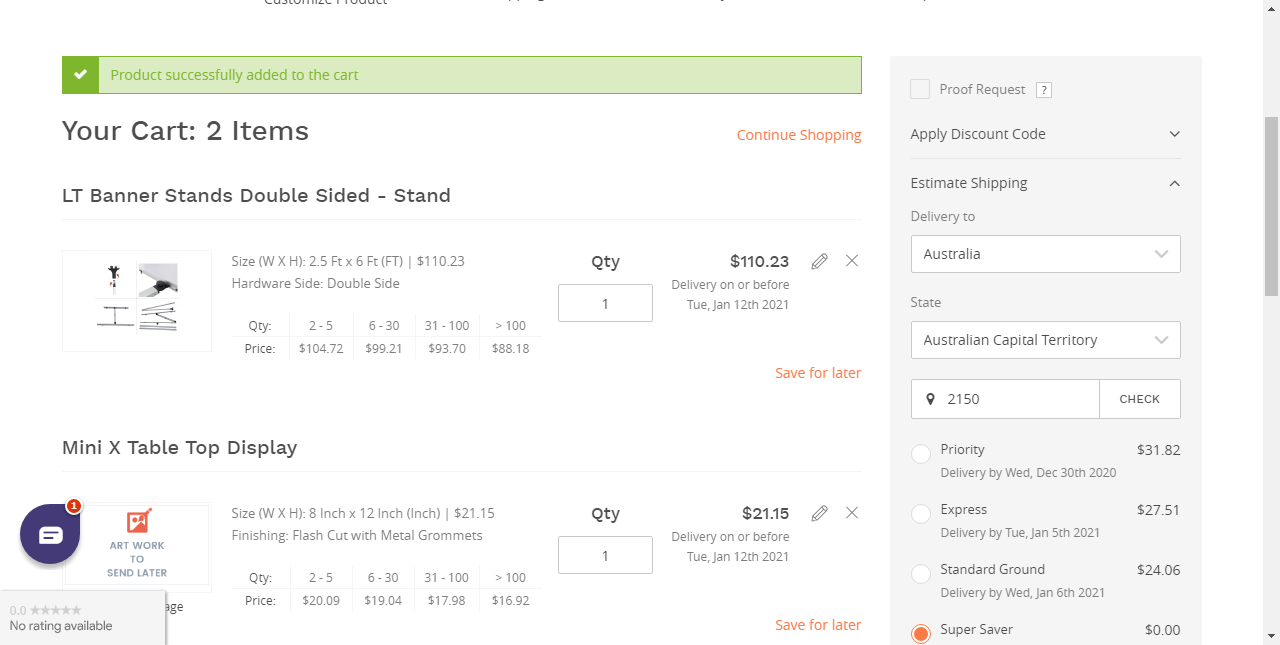 Customize Product
Product successfully added to the cart
Your Cart: 2 Items
Continue Shopping
LT Banner Stands Double Sided - Stand
Size (W X H): 2.5 Ft x 6 Ft (FT) | $110.23
Hardware Side: Double Side
Qty: 2 - 5 6 - 30 31 - 100 > 100
Price: $104.72 $99.21 $93.70 $88.18
Qty
1
$110.23
Delivery on or before
Tue, Jan 12th 2021
Save for later
Mini X Table Top Display
ART WORK
TO
SEND LATER
Size (W X H): 8 Inch x 12 Inch (Inch) | $21.15
Finishing: Flash Cut with Metal Grommets
Qty: 2 - 5 6 - 30 31 - 100 > 100
Price: $20.09 $19.04 $17.98 $16.92
Qty
1
$21.15
Delivery on or before
Tue, Jan 12th 2021
Save for later
1
0.0
No rating available
Proof Request ?
Apply Discount Code
Estimate Shipping
Delivery to
Australia
State
Australian Capital Territory
2150 CHECK
Priority $31.82
Delivery by Wed, Dec 30th 2020
Express $27.51
Delivery by Tue, Jan 5th 2021
Standard Ground $24.06
Delivery by Wed, Jan 6th 2021
Super Saver $0.00